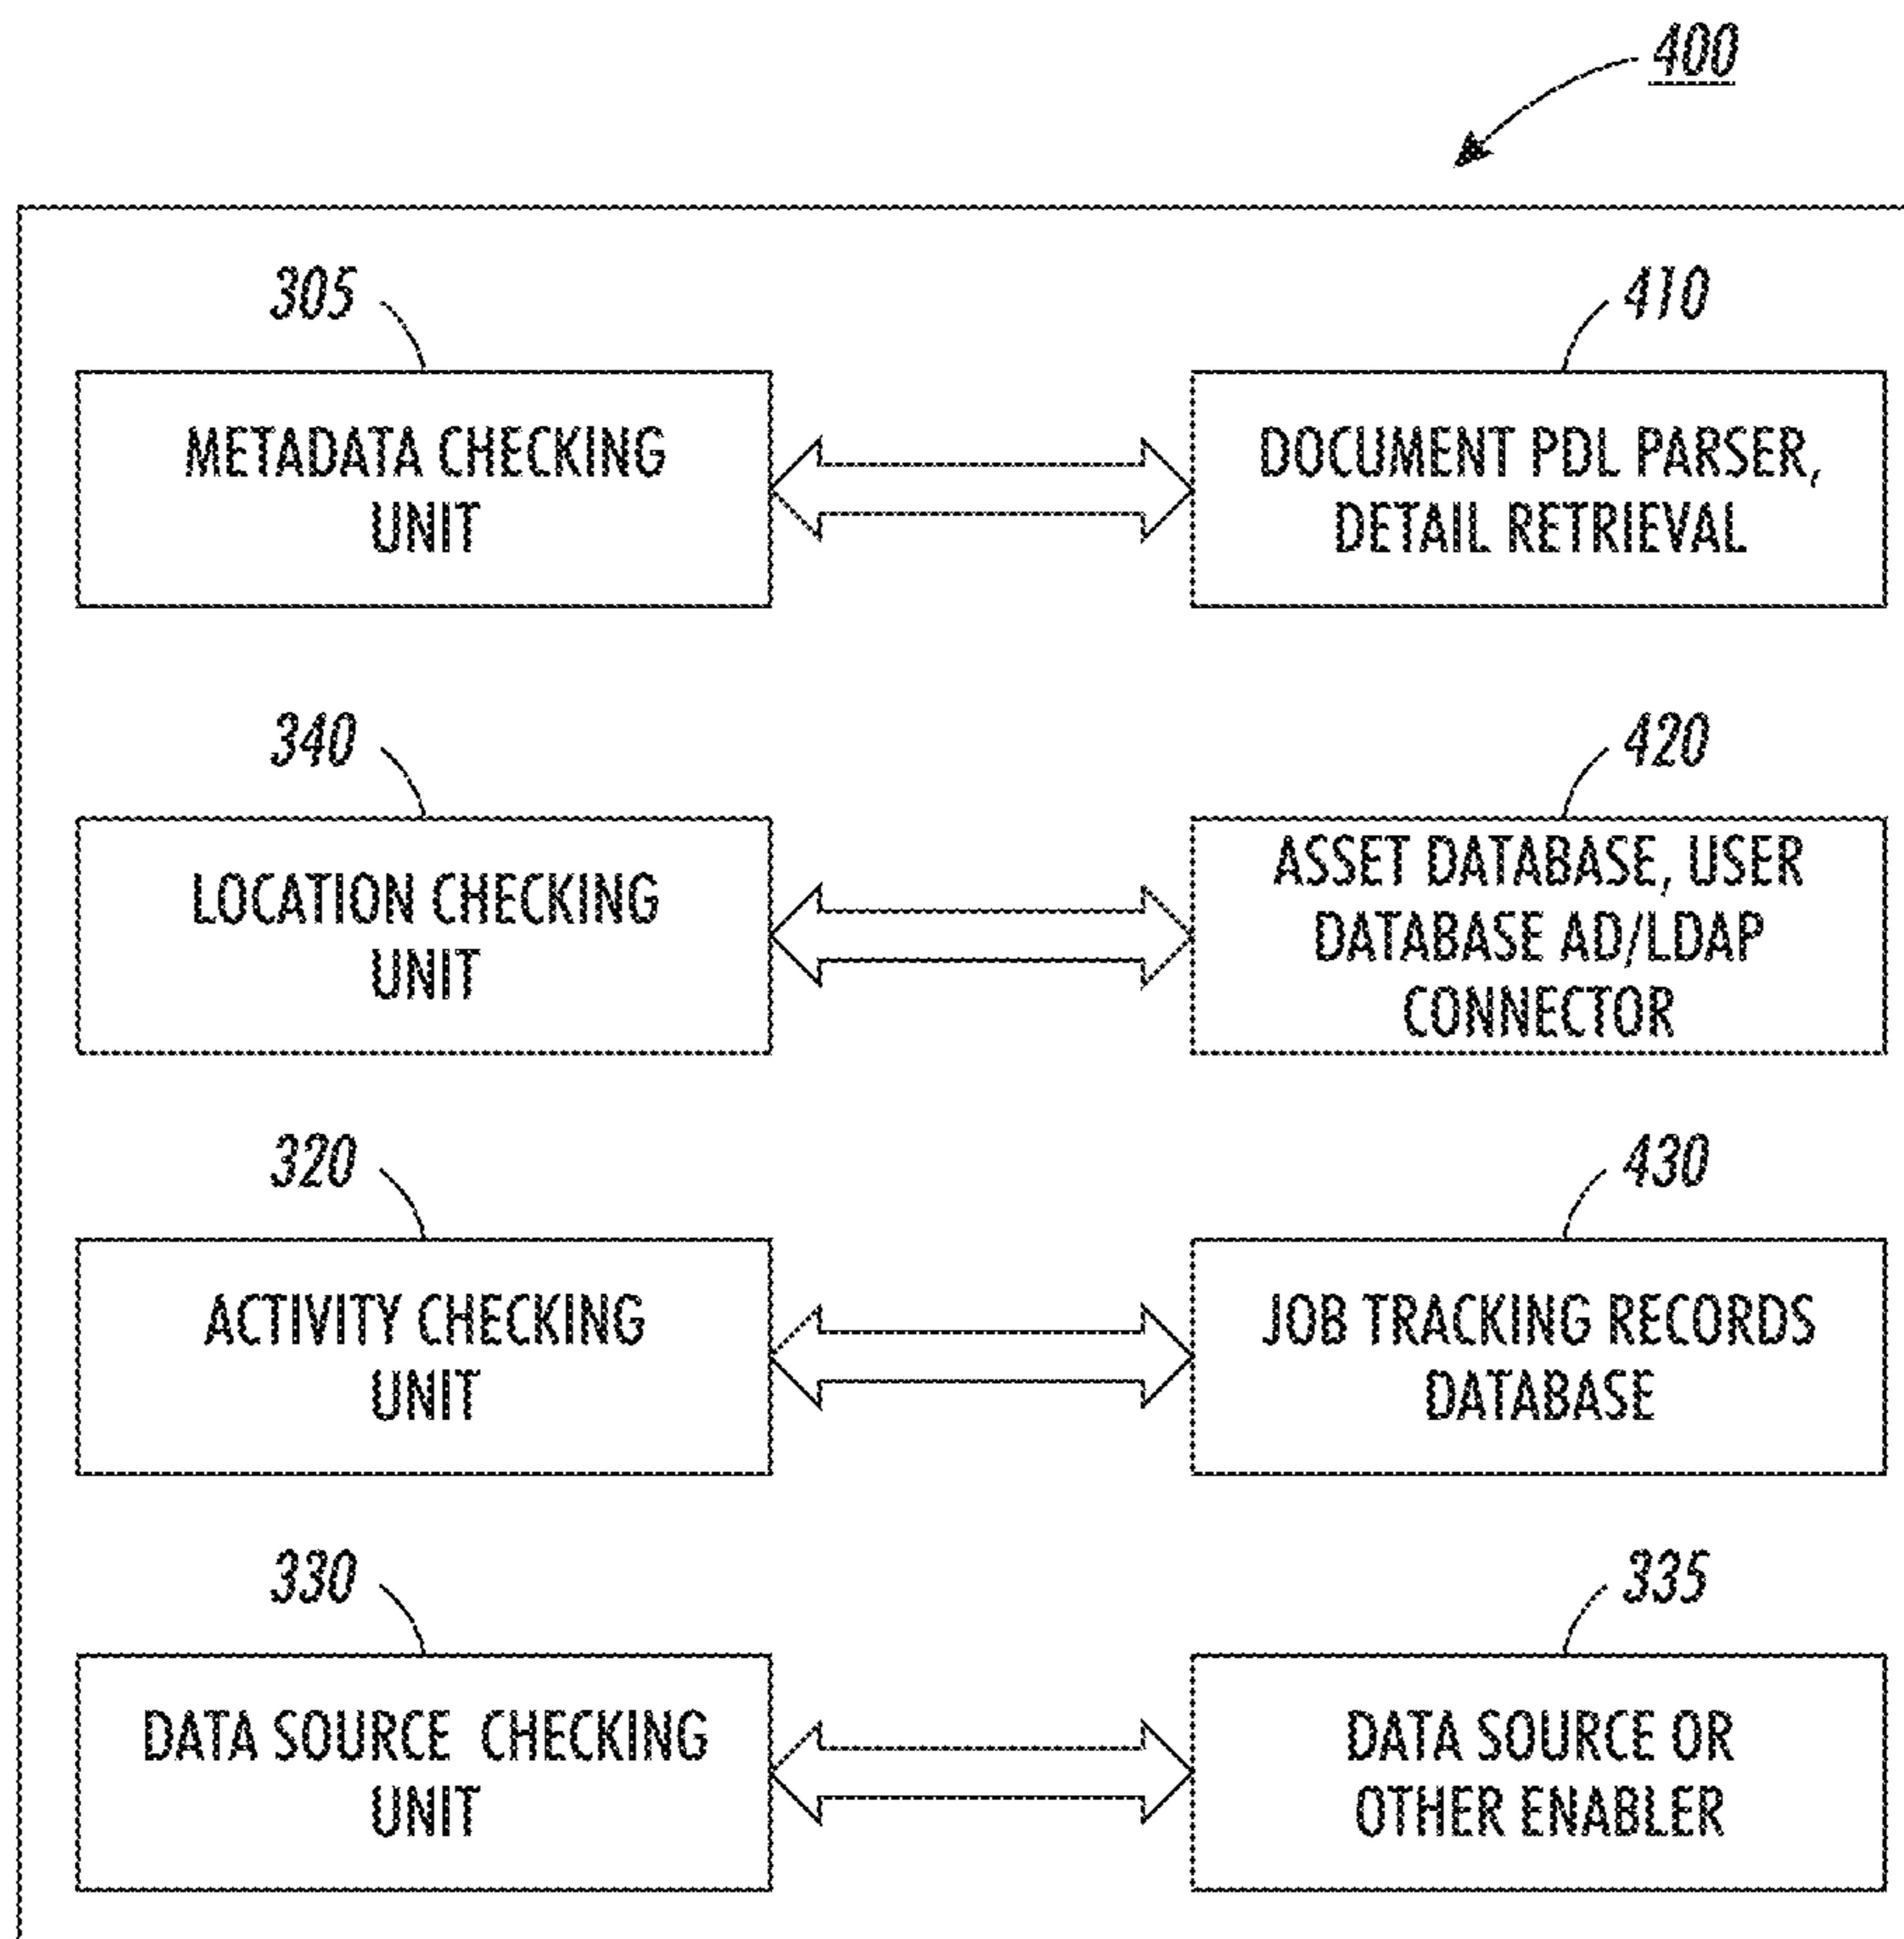 400
305
410
METADATA CHECKING
UNIT
DOCUMENT PDL PARSER,
DETAIL RETRIEVAL
340
420
LOCATION CHECKING
UNIT
ASSET DATABASE, USER
DATABASE AD/LDAP
CONNECTOR
320
430
ACTIVITY CHECKING
UNIT
JOB TRACKING RECORDS
DATABASE
330
335
DATA SOURCE CHECKING
UNIT
DATA SOURCE OR
OTHER ENABLER